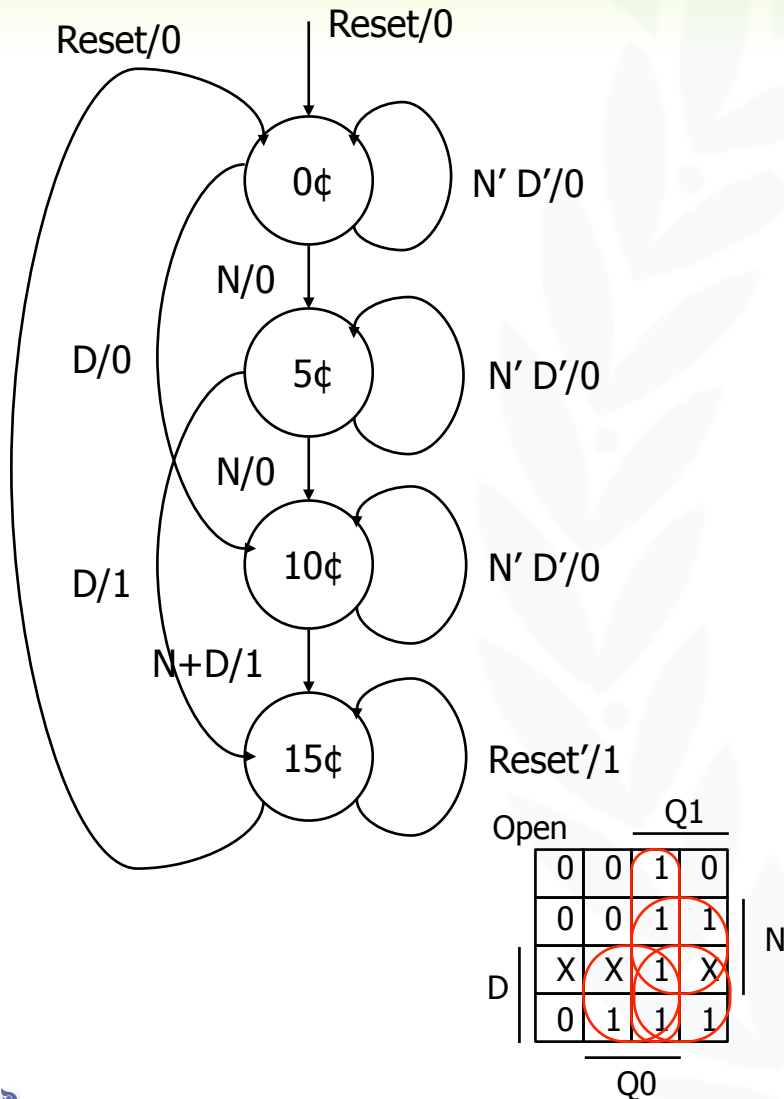 Reset/0
Reset/0
0¢
N′ D′/0
N/0
D/0
5¢
N′ D′/0
N/0
D/1
10¢
N′ D′/0
N+D/1
15¢
Reset′/1
Open
Q1
0 0 1 0
0 0 1 1
N
X X 1 X
D
0 1 1 1
Q0